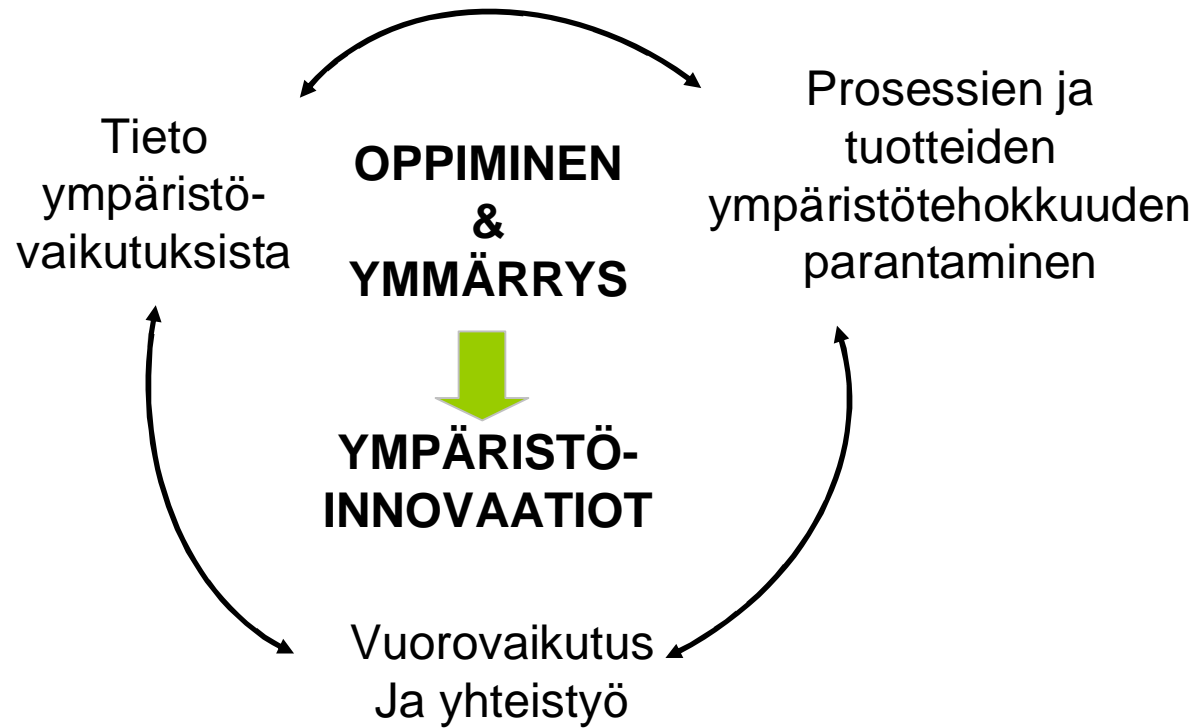 Tieto
ympäristö-
vaikutuksista
OPPIMINEN
&
YMMÄRRYS
Prosessien ja
tuotteiden
ympäristötehokkuuden
parantaminen
YMPÄRISTÖ-
INNOVAATIOT
Vuorovaikutus
Ja yhteistyö